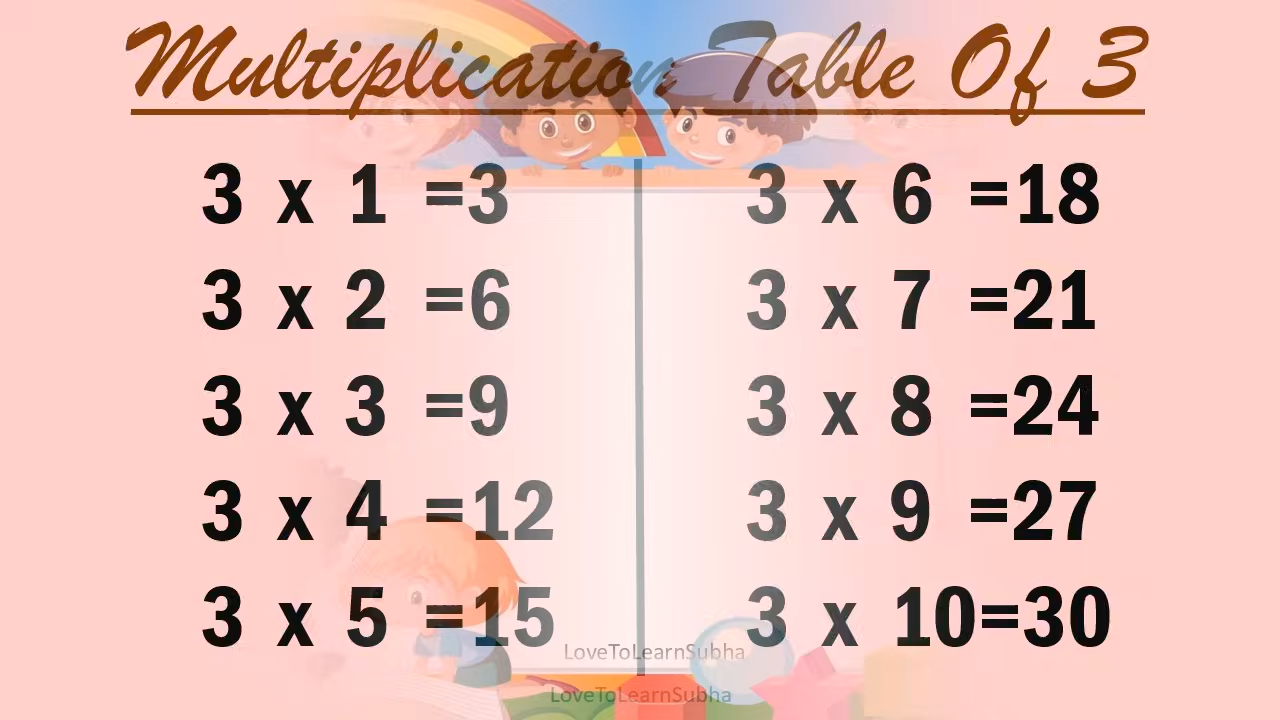 Multiplication Table Of 3
3 x 1 =3
3 x 2 =6
3 x 3 =9
3 x 4 =12
3 x 5 =15
3 x 6 =18
3 x 7 =21
3 x 8 =24
3 x 9 =27
3 x 10=30
LoveToLearnSubha
LoveToLearnSubha